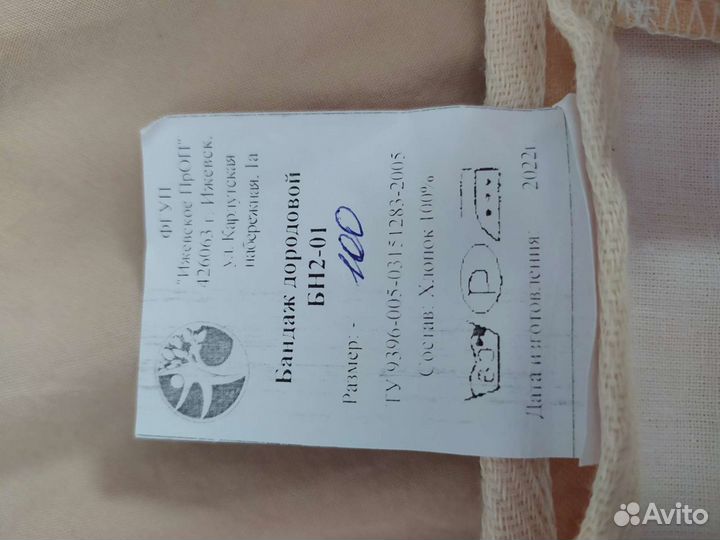 ФГУП
"Ижевское ПрОП"
426063 г. Ижевск.
ул. Карлутская
набережная, 1а
Бандаж дородовой
БН2-01
Размер: - 100
ТУ 9396-005-03151283-2005
Состав: Хлопок 100%
P
Дата изготовления 2022г
Avito